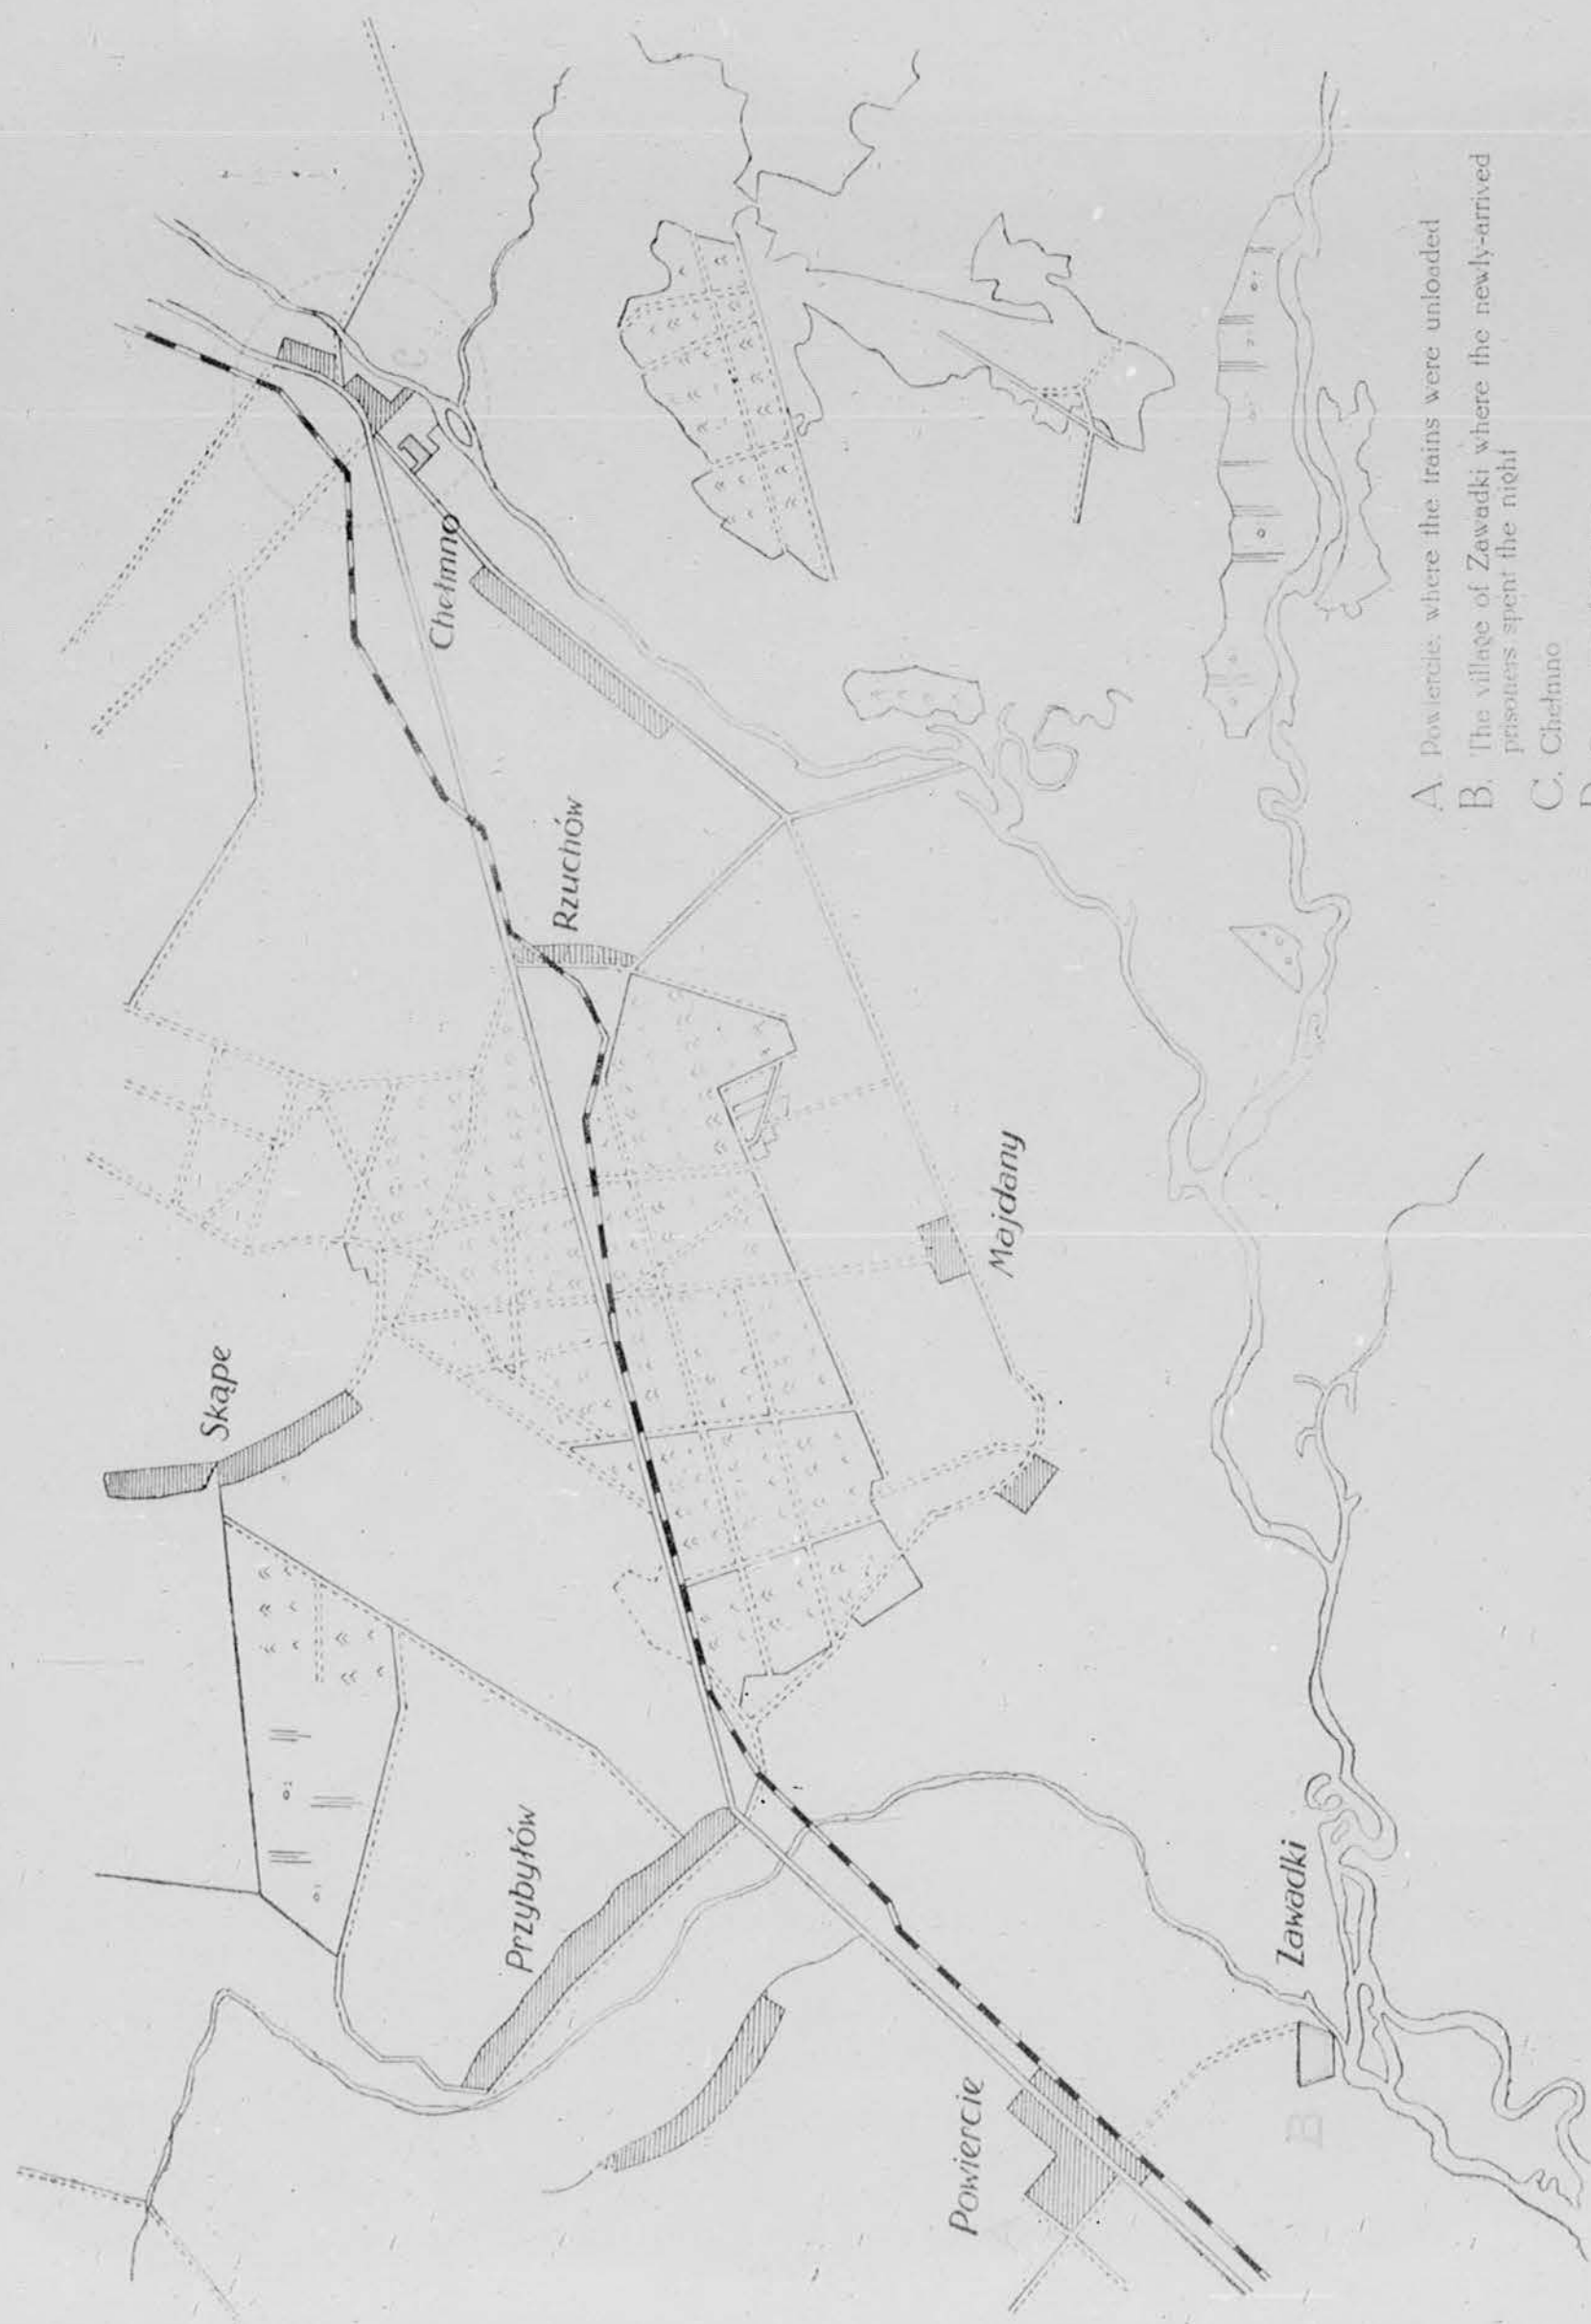 Skąpe
Przybyłów
Powiercie
Chełmno
Rzuchów
Majdany
Zawadki
C
B
A Powiercie, where the trains were unloaded
B. The village of Zawadki where the newly-arrived
prisoners spent the night
C. Chełmno